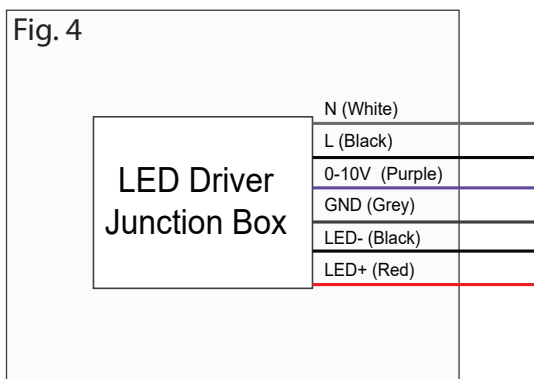 Fig. 4
N (White)
L (Black)
0-10V (Purple)
GND (Grey)
LED- (Black)
LED+ (Red)
LED Driver
Junction Box